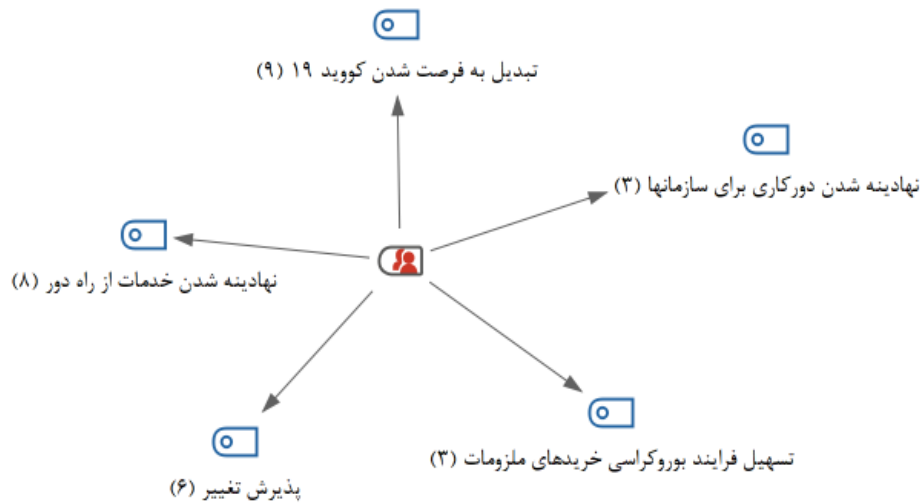 تبدیل به فرصت شدن کووید ۱۹ (۹)
نهادینه شدن دورکاری برای سازمانها (۳)
نهادینه شدن خدمات از راه دور (۸)
تسهیل فرایند بوروکراسی خریدهای ملزومات (۳)
پذیرش تغییر (۶)